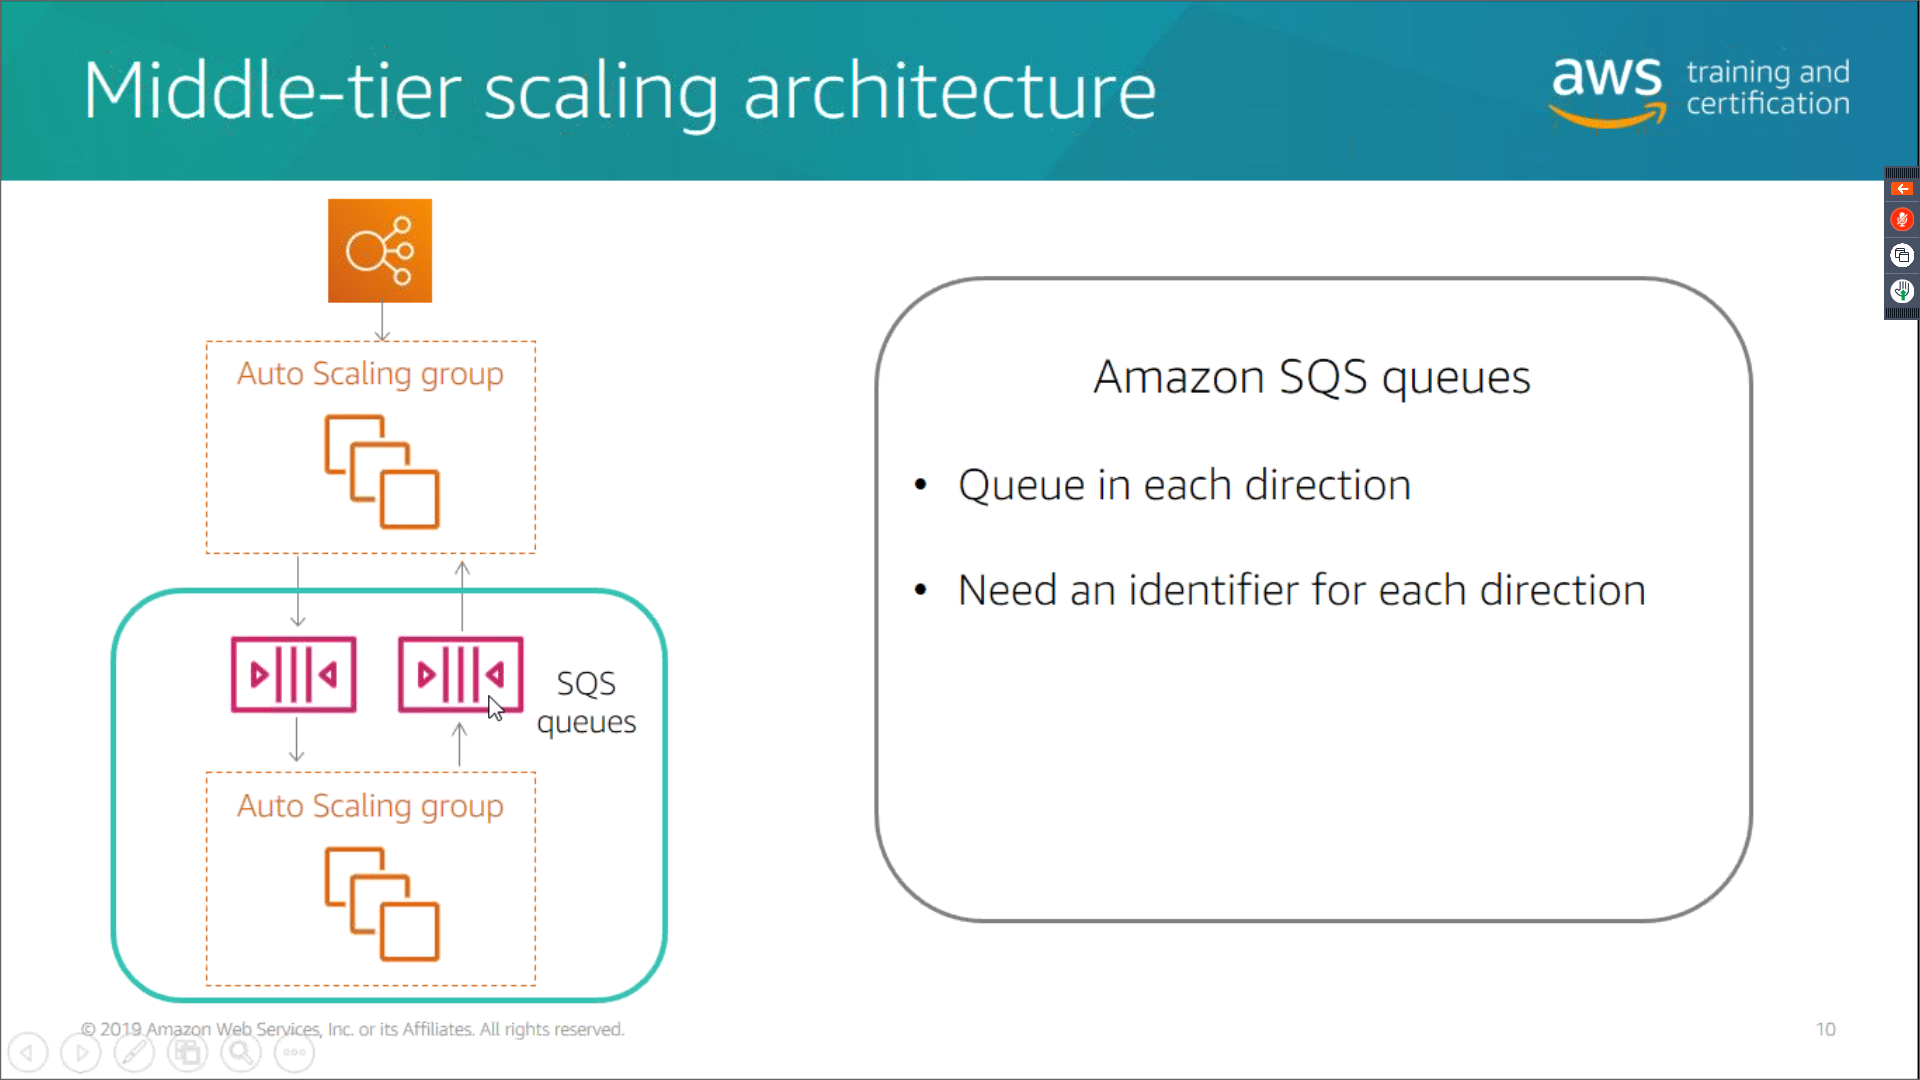 Middle-tier scaling architecture
aws training and
certification
Auto Scaling group
SQS
queues
Auto Scaling group
Amazon SQS queues
• Queue in each direction
• Need an identifier for each direction
© 2019 Amazon Web Services, Inc. or its Affiliates. All rights reserved.
10